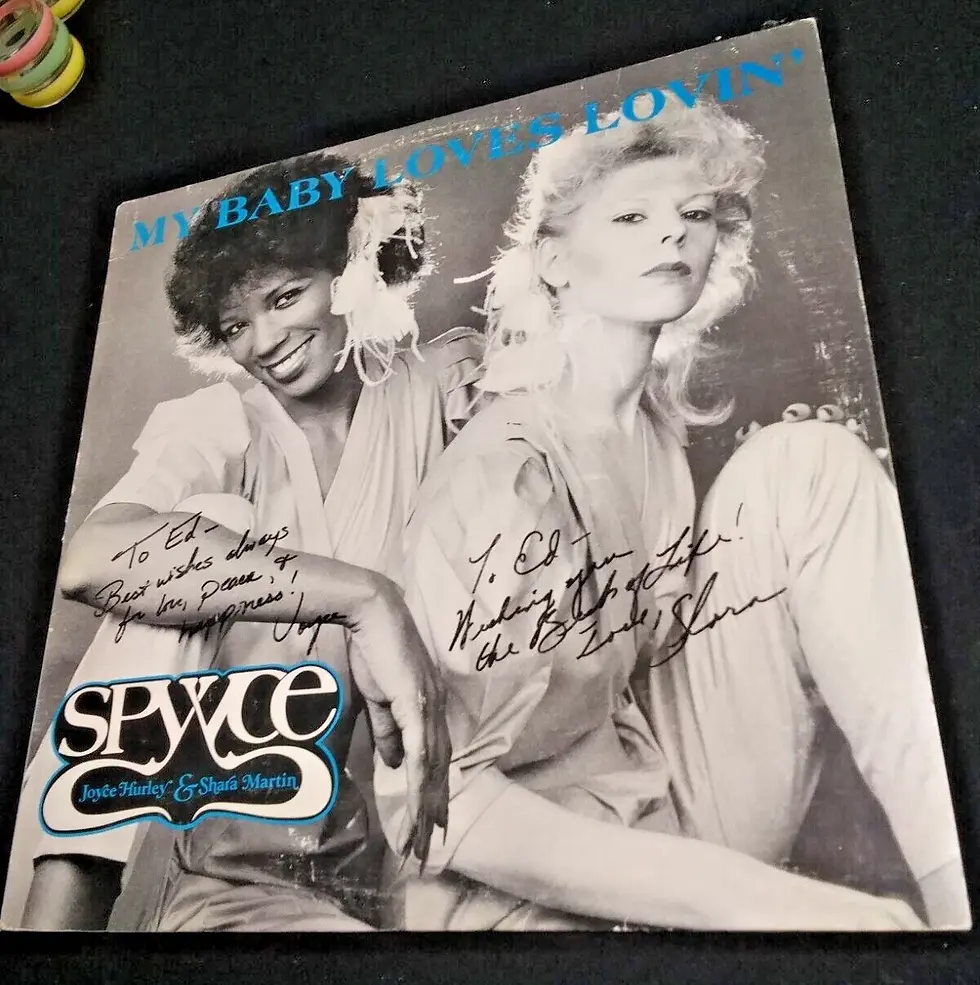 MY BABY LOVES LOVIN'
To Ed -
Best wishes always
for love, peace, &
happiness!
Joyce
To Ed -
Wishing you
the Best of Life!
Love, Shara
SPYYCE
Joyce Hurley & Shara Martin